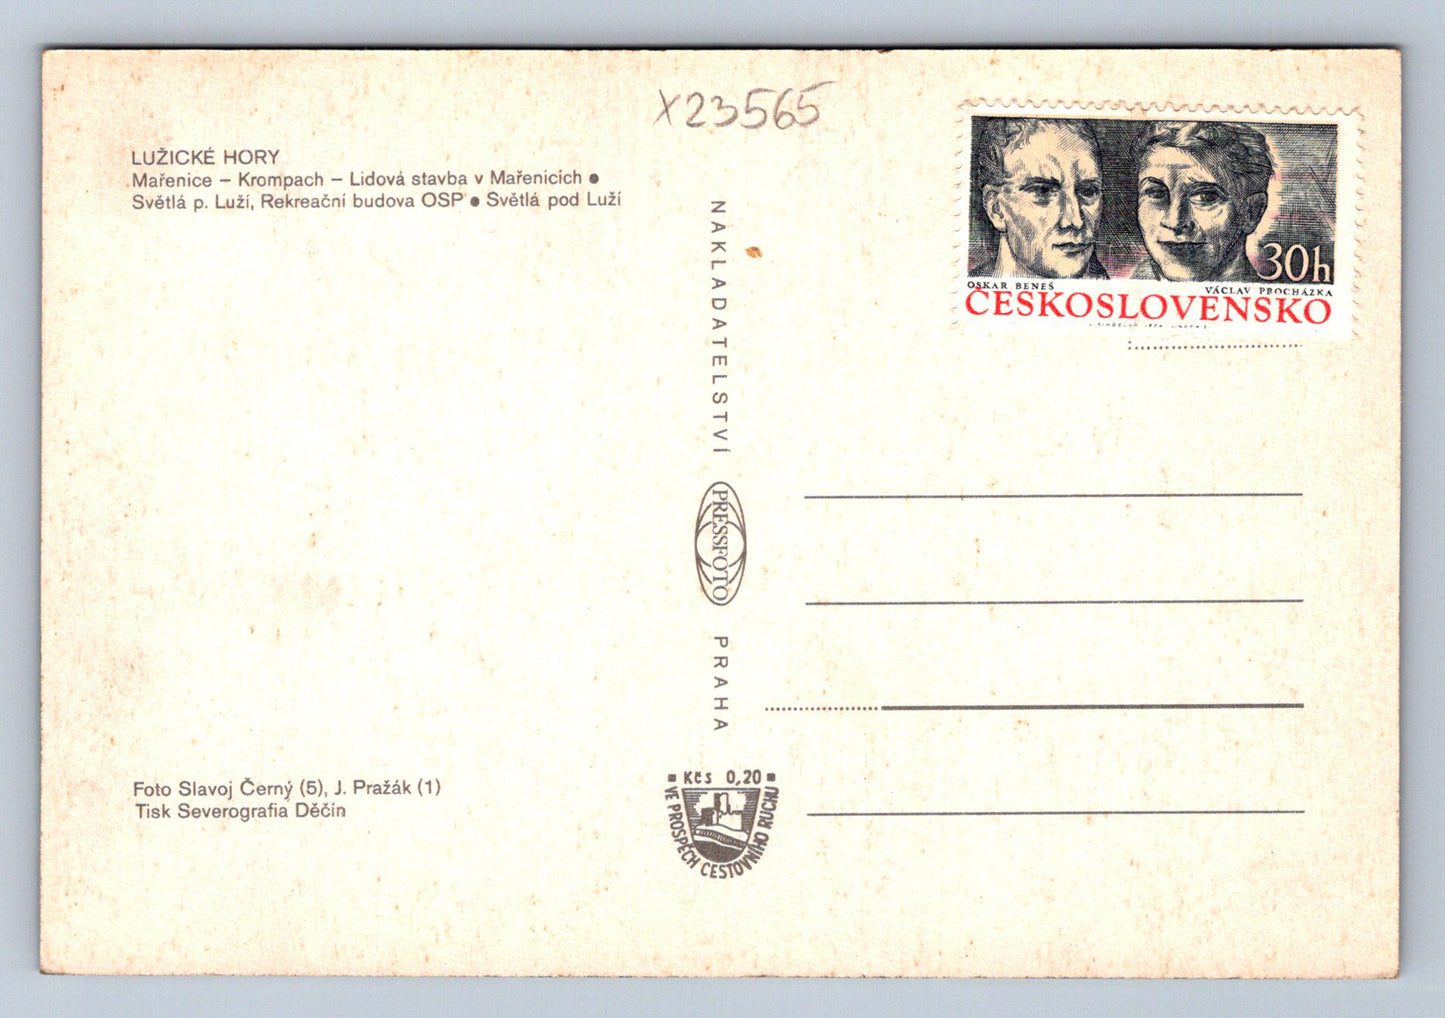 X23565
LUŽICKÉ HORY
Mařenice – Krompach – Lidová stavba v Mařenicích ●
Světlá p. Luží, Rekreační budova OSP ● Světlá pod Luží
30h
OSKAR BENEŠ
VÁCLAV PROCHÁZKA
ČESKOSLOVENSKO
NAKLADATELSTVÍ
PRESSFOTO
PRAHA
Foto Slavoj Černý (5), J. Pražák (1)
Tisk Severografia Děčín
Kčs 0,20
VE PROSPĚCH CESTOVNÍHO RUCHU